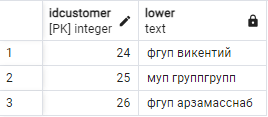 idcustomer lower
[PK] integer text
1 24 фгуп викентий
2 25 муп группгрупп
3 26 фгуп арзамасснаб